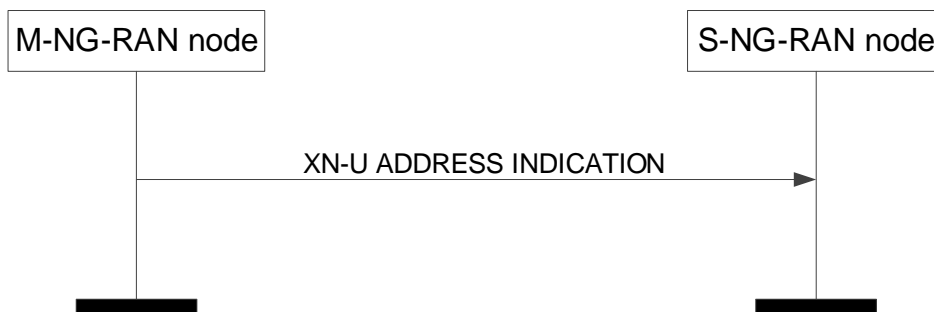 M-NG-RAN node
S-NG-RAN node
XN-U ADDRESS INDICATION